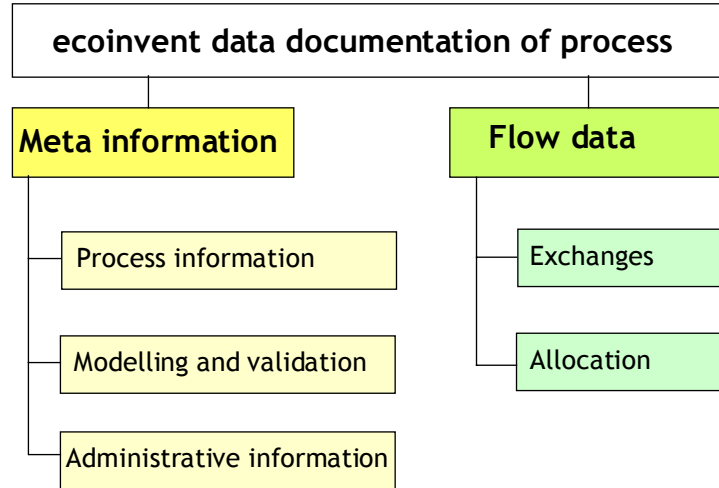 ecoinvent data documentation of process
Meta information
Flow data
Process information
Exchanges
Modelling and validation
Allocation
Administrative information